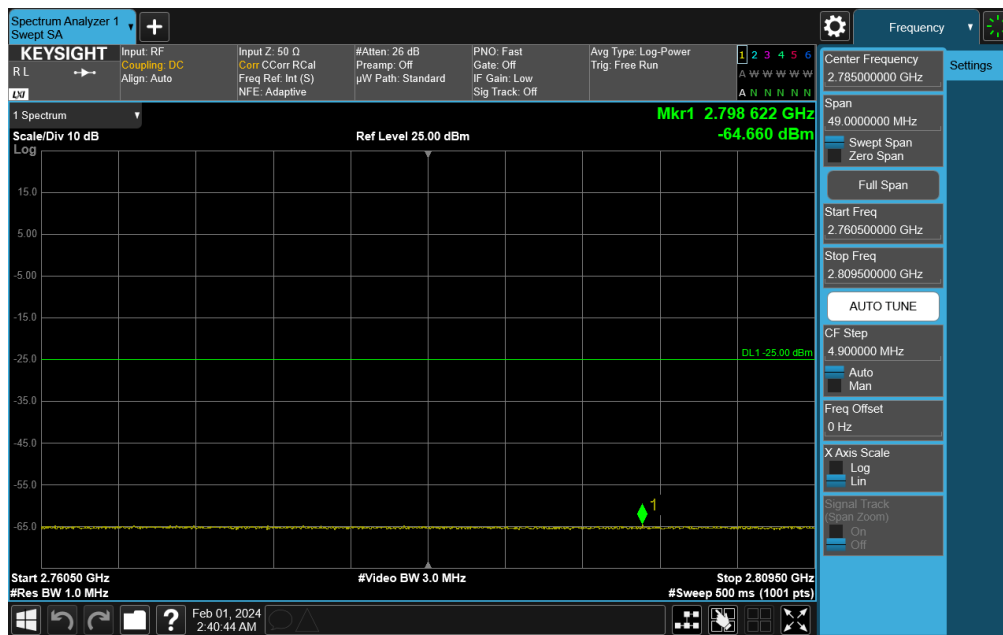 Spectrum Analyzer 1
Swept SA
KEYSIGHT
R L
LXI
Input: RF
Coupling: DC
Align: Auto
Input Z: 50 Ω
Corr CCorr RCal
Freq Ref: Int (S)
NFE: Adaptive
#Atten: 26 dB
Preamp: Off
µW Path: Standard
PNO: Fast
Gate: Off
IF Gain: Low
Sig Track: Off
Avg Type: Log-Power
Trig: Free Run
1 2 3 4 5 6
A W W W W W
A N N N N N
1 Spectrum
Scale/Div 10 dB
Log
Ref Level 25.00 dBm
Mkr1 2.798 622 GHz
-64.660 dBm
15.0
5.00
-5.00
-15.0
-25.0
DL1 -25.00 dBm
-35.0
-45.0
-55.0
-65.0
1
Start 2.76050 GHz
#Res BW 1.0 MHz
#Video BW 3.0 MHz
Stop 2.80950 GHz
#Sweep 500 ms (1001 pts)
Feb 01, 2024
2:40:44 AM
?
Frequency
Settings
Center Frequency
2.785000000 GHz
Span
49.0000000 MHz
Swept Span
Zero Span
Full Span
Start Freq
2.760500000 GHz
Stop Freq
2.809500000 GHz
AUTO TUNE
CF Step
4.900000 MHz
Auto
Man
Freq Offset
0 Hz
X Axis Scale
Log
Lin
Signal Track
(Span Zoom)
On
Off